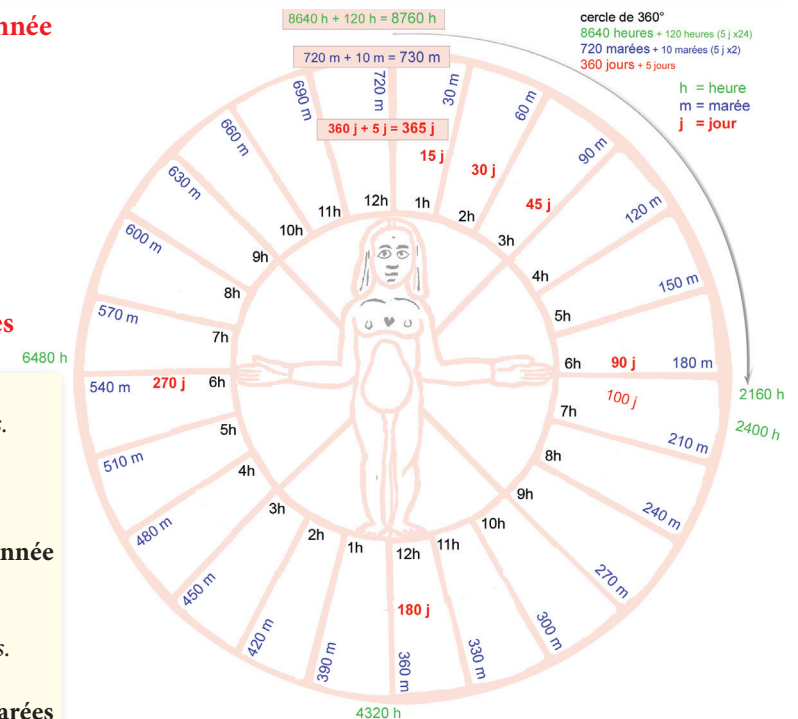 nnée
8640 h + 120 h = 8760 h
720 m + 10 m = 730 m
360 j + 5 j = 365 j
cercle de 360°
8640 heures + 120 heures (5 j x24)
720 marées + 10 marées (5 j x2)
360 jours + 5 jours
h = heure
m = marée
j = jour
720 m
30 m
60 m
90 m
120 m
150 m
180 m
210 m
240 m
270 m
300 m
330 m
360 m
390 m
420 m
450 m
480 m
510 m
540 m
570 m
600 m
630 m
660 m
690 m
15 j
30 j
45 j
90 j
100 j
180 j
270 j
12h
1h
2h
3h
4h
5h
6h
7h
8h
9h
10h
11h
12h
1h
2h
3h
4h
5h
6h
7h
8h
9h
10h
11h
2160 h
2400 h
4320 h
6480 h
es
s.
nnée
s.
arées